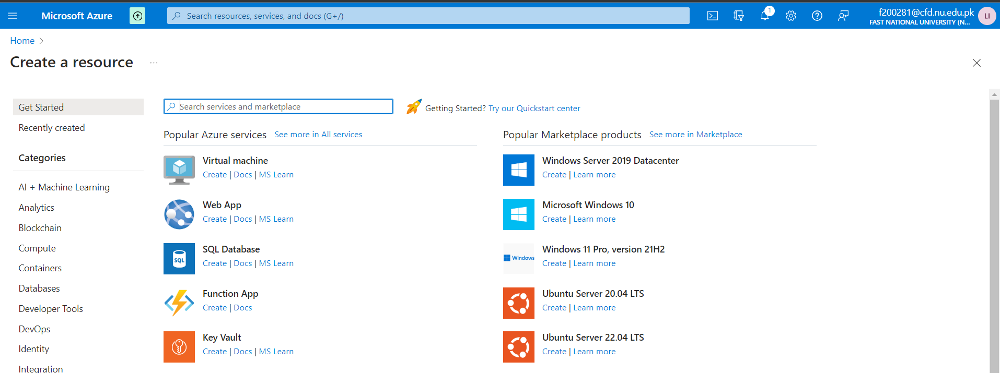 Microsoft Azure
Search resources, services, and docs (G+/)
1
f200281@cfd.nu.edu.pk
FAST NATIONAL UNIVERSITY (N...
LI
Home >
Create a resource ...
Get Started
Recently created
Categories
AI + Machine Learning
Analytics
Blockchain
Compute
Containers
Databases
Developer Tools
DevOps
Identity
Integration
Search services and marketplace
Getting Started? Try our Quickstart center
Popular Azure services See more in All services
Virtual machine
Create | Docs | MS Learn
Web App
Create | Docs | MS Learn
SQL
SQL Database
Create | Docs | MS Learn
Function App
Create | Docs
Key Vault
Create | Docs | MS Learn
Popular Marketplace products See more in Marketplace
Windows Server 2019 Datacenter
Create | Learn more
Microsoft Windows 10
Create | Learn more
Windows
Windows 11 Pro, version 21H2
Create | Learn more
Ubuntu Server 20.04 LTS
Create | Learn more
Ubuntu Server 22.04 LTS
Create | Learn more